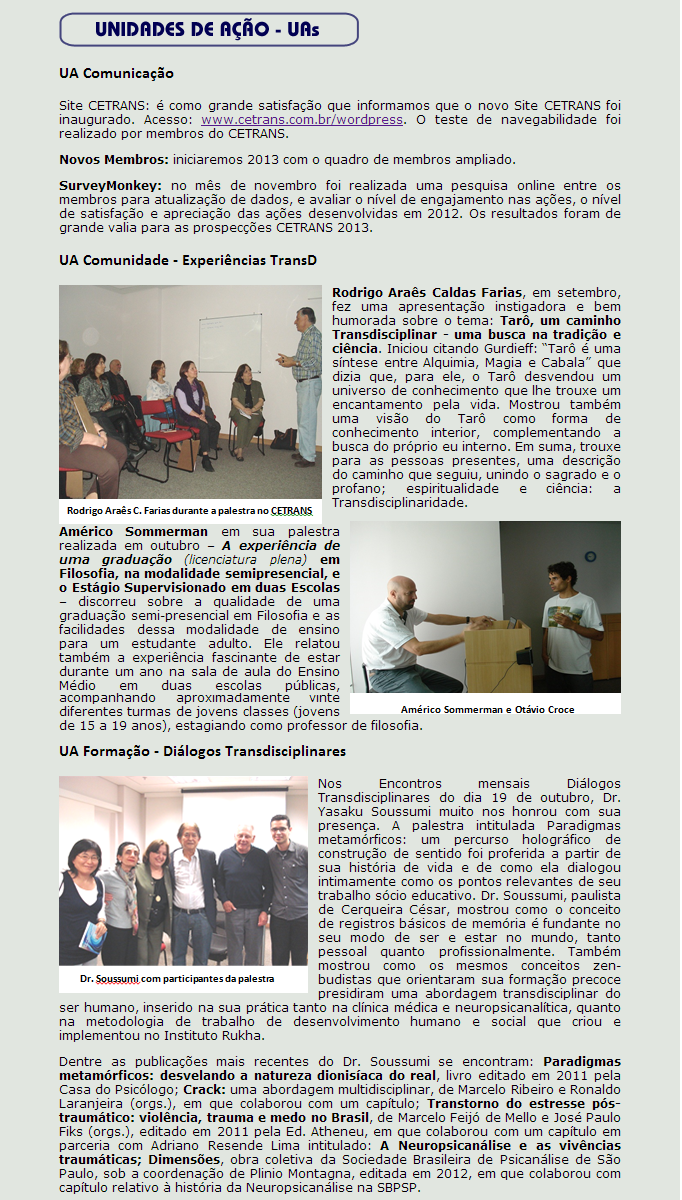 UNIDADES DE AÇÃO - UAs
UA Comunicação
Site CETRANS: é como grande satisfação que informamos que o novo Site CETRANS foi
inaugurado. Acesso: www.cetrans.com.br/wordpress. O teste de navegabilidade foi
realizado por membros do CETRANS.
Novos Membros: iniciaremos 2013 com o quadro de membros ampliado.
SurveyMonkey: no mês de novembro foi realizada uma pesquisa online entre os
membros para atualização de dados, e avaliar o nível de engajamento nas ações, o nível
de satisfação e apreciação das ações desenvolvidas em 2012. Os resultados foram de
grande valia para as prospecções CETRANS 2013.
UA Comunidade - Experiências TransD
Rodrigo Araês Caldas Farias, em setembro,
fez uma apresentação instigadora e bem
humorada sobre o tema: Tarô, um caminho
Transdisciplinar - uma busca na tradição e
ciência. Iniciou citando Gurdieff: “Tarô é uma
síntese entre Alquimia, Magia e Cabala” que
dizia que, para ele, o Tarô desvendou um
universo de conhecimento que lhe trouxe um
encantamento pela vida. Mostrou também
uma visão do Tarô como forma de
conhecimento interior, complementando a
busca do próprio eu interno. Em suma, trouxe
para as pessoas presentes, uma descrição
do caminho que seguiu, unindo o sagrado e o
profano; espiritualidade e ciência: a
Transdisciplinaridade.
Rodrigo Araês C. Farias durante a palestra no CETRANS
Américo Sommerman em sua palestra
realizada em outubro – A experiência de
uma graduação (licenciatura plena) em
Filosofia, na modalidade semipresencial, e
o Estágio Supervisionado em duas Escolas
– discorreu sobre a qualidade de uma
graduação semi-presencial em Filosofia e as
facilidades dessa modalidade de ensino
para um estudante adulto. Ele relatou
também a experiência fascinante de estar
durante um ano na sala de aula do Ensino
Médio em duas escolas públicas,
acompanhando aproximadamente vinte
diferentes turmas de jovens classes (jovens
de 15 a 19 anos), estagiando como professor de filosofia.
Américo Sommerman e Otávio Croce
UA Formação - Diálogos Transdisciplinares
Nos Encontros mensais Diálogos
Transdisciplinares do dia 19 de outubro, Dr.
Yasaku Soussumi muito nos honrou com sua
presença. A palestra intitulada Paradigmas
metamórficos: um percurso holográfico de
construção de sentido foi proferida a partir de
sua história de vida e de como ela dialogou
intimamente como os pontos relevantes de seu
trabalho sócio educativo. Dr. Soussumi, paulista
de Cerqueira César, mostrou como o conceito
de registros básicos de memória é fundante no
seu modo de ser e estar no mundo, tanto
pessoal quanto profissionalmente. Também
mostrou como os mesmos conceitos zen-
budistas que orientaram sua formação precoce
presidiram uma abordagem transdisciplinar do
ser humano, inserido na sua prática tanto na clínica médica e neuropsicanalítica, quanto
na metodologia de trabalho de desenvolvimento humano e social que criou e
implementou no Instituto Rukha.
Dr. Soussumi com participantes da palestra
Dentre as publicações mais recentes do Dr. Soussumi se encontram: Paradigmas
metamórficos: desvelando a natureza dionisíaca do real, livro editado em 2011 pela
Casa do Psicólogo; Crack: uma abordagem multidisciplinar, de Marcelo Ribeiro e Ronaldo
Laranjeira (orgs.), em que colaborou com um capítulo; Transtorno do estresse pós-
traumático: violência, trauma e medo no Brasil, de Marcelo Feijó de Mello e José Paulo
Fiks (orgs.), editado em 2011 pela Ed. Atheneu, em que colaborou com um capítulo em
parceria com Adriano Resende Lima intitulado: A Neuropsicanálise e as vivências
traumáticas; Dimensões, obra coletiva da Sociedade Brasileira de Psicanálise de São
Paulo, sob a coordenação de Plinio Montagna, editada em 2012, em que colaborou com
capítulo relativo à história da Neuropsicanálise na SBPSP.